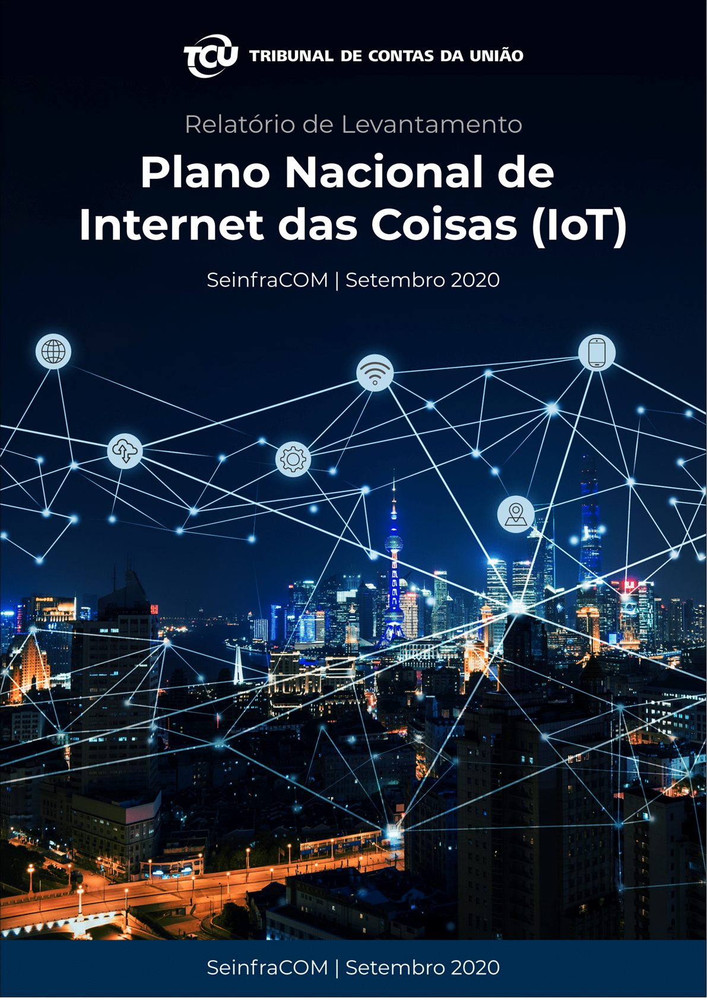 TCU TRIBUNAL DE CONTAS DA UNIÃO
Relatório de Levantamento
Plano Nacional de
Internet das Coisas (IoT)
SeinfraCOM | Setembro 2020
SeinfraCOM | Setembro 2020